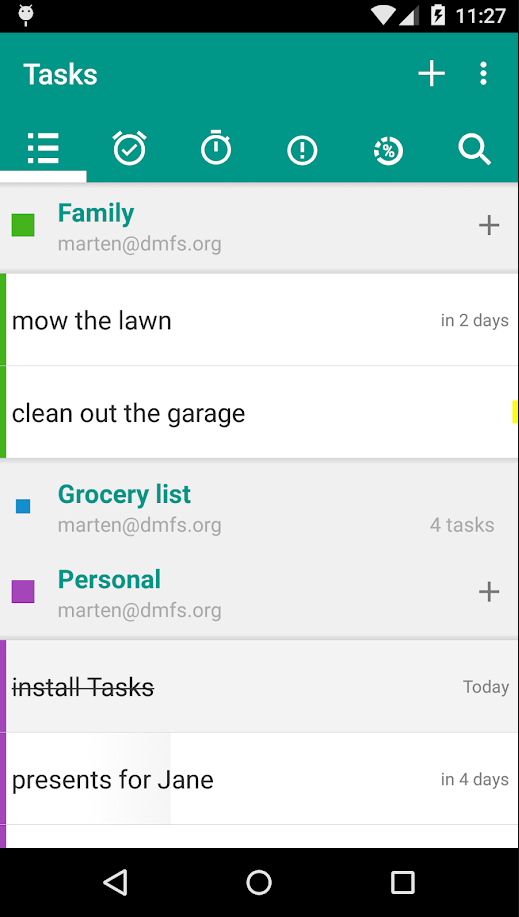 11:27
Tasks
%
Family
marten@dmfs.org
mow the lawn
in 2 days
clean out the garage
Grocery list
marten@dmfs.org
4 tasks
Personal
marten@dmfs.org
install Tasks
Today
presents for Jane
in 4 days